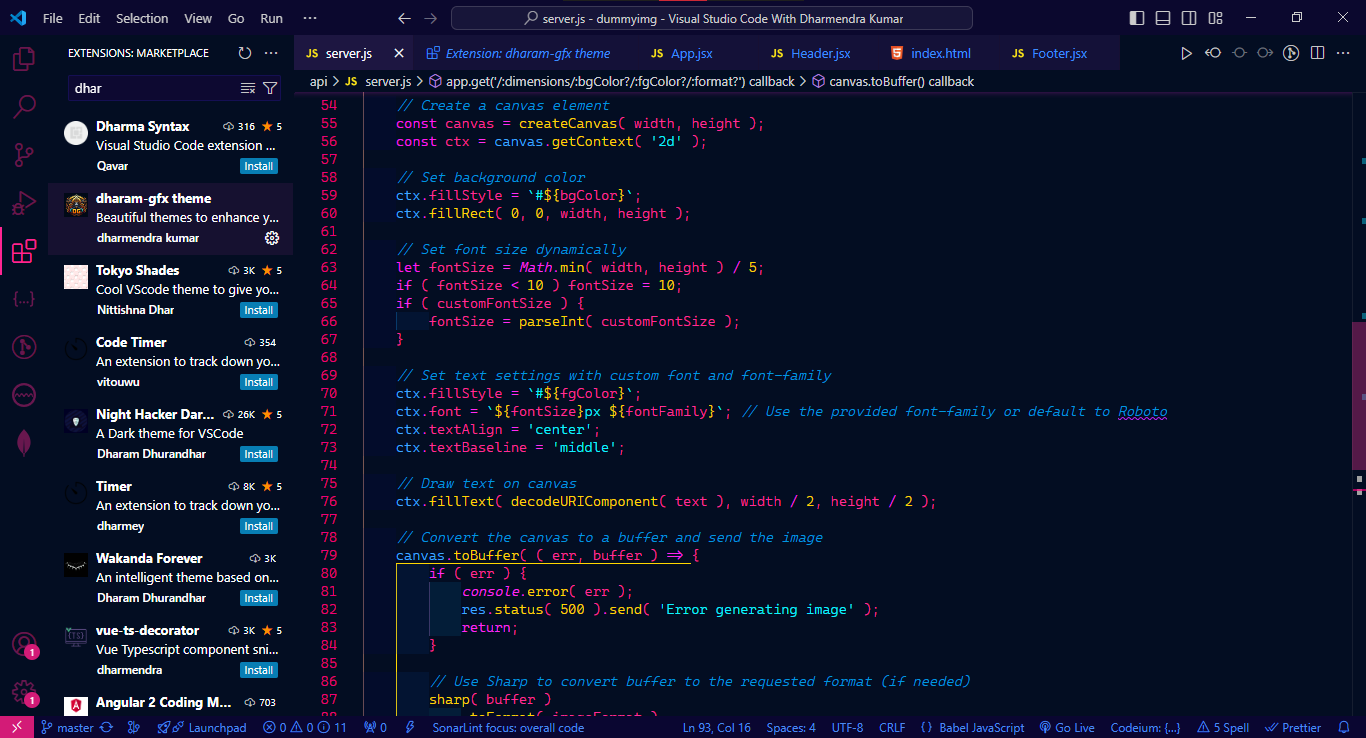 File Edit Selection View Go Run ···
server.js - dummyimg - Visual Studio Code With Dharmendra Kumar
EXTENSIONS: MARKETPLACE
dhar
Dharma Syntax 316 5
Visual Studio Code extension ...
Qavar Install
dharam-gfx theme
Beautiful themes to enhance y...
dharmendra kumar
Tokyo Shades 3K 5
Cool VScode theme to give yo...
Nittishna Dhar Install
Code Timer 354
An extension to track down yo...
vitouwu Install
Night Hacker Dar... 26K 5
A Dark theme for VSCode
Dharam Dhurandhar Install
Timer 8K 5
An extension to track down yo...
dharmey Install
Wakanda Forever 3K
An intelligent theme based on...
Dharam Dhurandhar Install
vue-ts-decorator 3K 5
Vue Typescript component sni...
dharmendra Install
Angular 2 Coding M... 703
JS server.js Extension: dharam-gfx theme JS App.jsx JS Header.jsx index.html JS Footer.jsx
api > JS server.js > app.get('/:dimensions/:bgColor?/:fgColor?/:format?') callback > canvas.toBuffer() callback
54 // Create a canvas element
55 const canvas = createCanvas( width, height );
56 const ctx = canvas.getContext( '2d' );
57
58 // Set background color
59 ctx.fillStyle = `#${bgColor}`;
60 ctx.fillRect( 0, 0, width, height );
61
62 // Set font size dynamically
63 let fontSize = Math.min( width, height ) / 5;
64 if ( fontSize < 10 ) fontSize = 10;
65 if ( customFontSize ) {
66 fontSize = parseInt( customFontSize );
67 }
68
69 // Set text settings with custom font and font-family
70 ctx.fillStyle = `#${fgColor}`;
71 ctx.font = `${fontSize}px ${fontFamily}`; // Use the provided font-family or default to Roboto
72 ctx.textAlign = 'center';
73 ctx.textBaseline = 'middle';
74
75 // Draw text on canvas
76 ctx.fillText( decodeURIComponent( text ), width / 2, height / 2 );
77
78 // Convert the canvas to a buffer and send the image
79 canvas.toBuffer( ( err, buffer ) => {
80 if ( err ) {
81 console.error( err );
82 res.status( 500 ).send( 'Error generating image' );
83 return;
84 }
85
86 // Use Sharp to convert buffer to the requested format (if needed)
87 sharp( buffer )
1
1
master Launchpad 0 0 11 0 SonarLint focus: overall code Ln 93, Col 16 Spaces: 4 UTF-8 CRLF {} Babel JavaScript Go Live Codeium: {...} 5 Spell Prettier